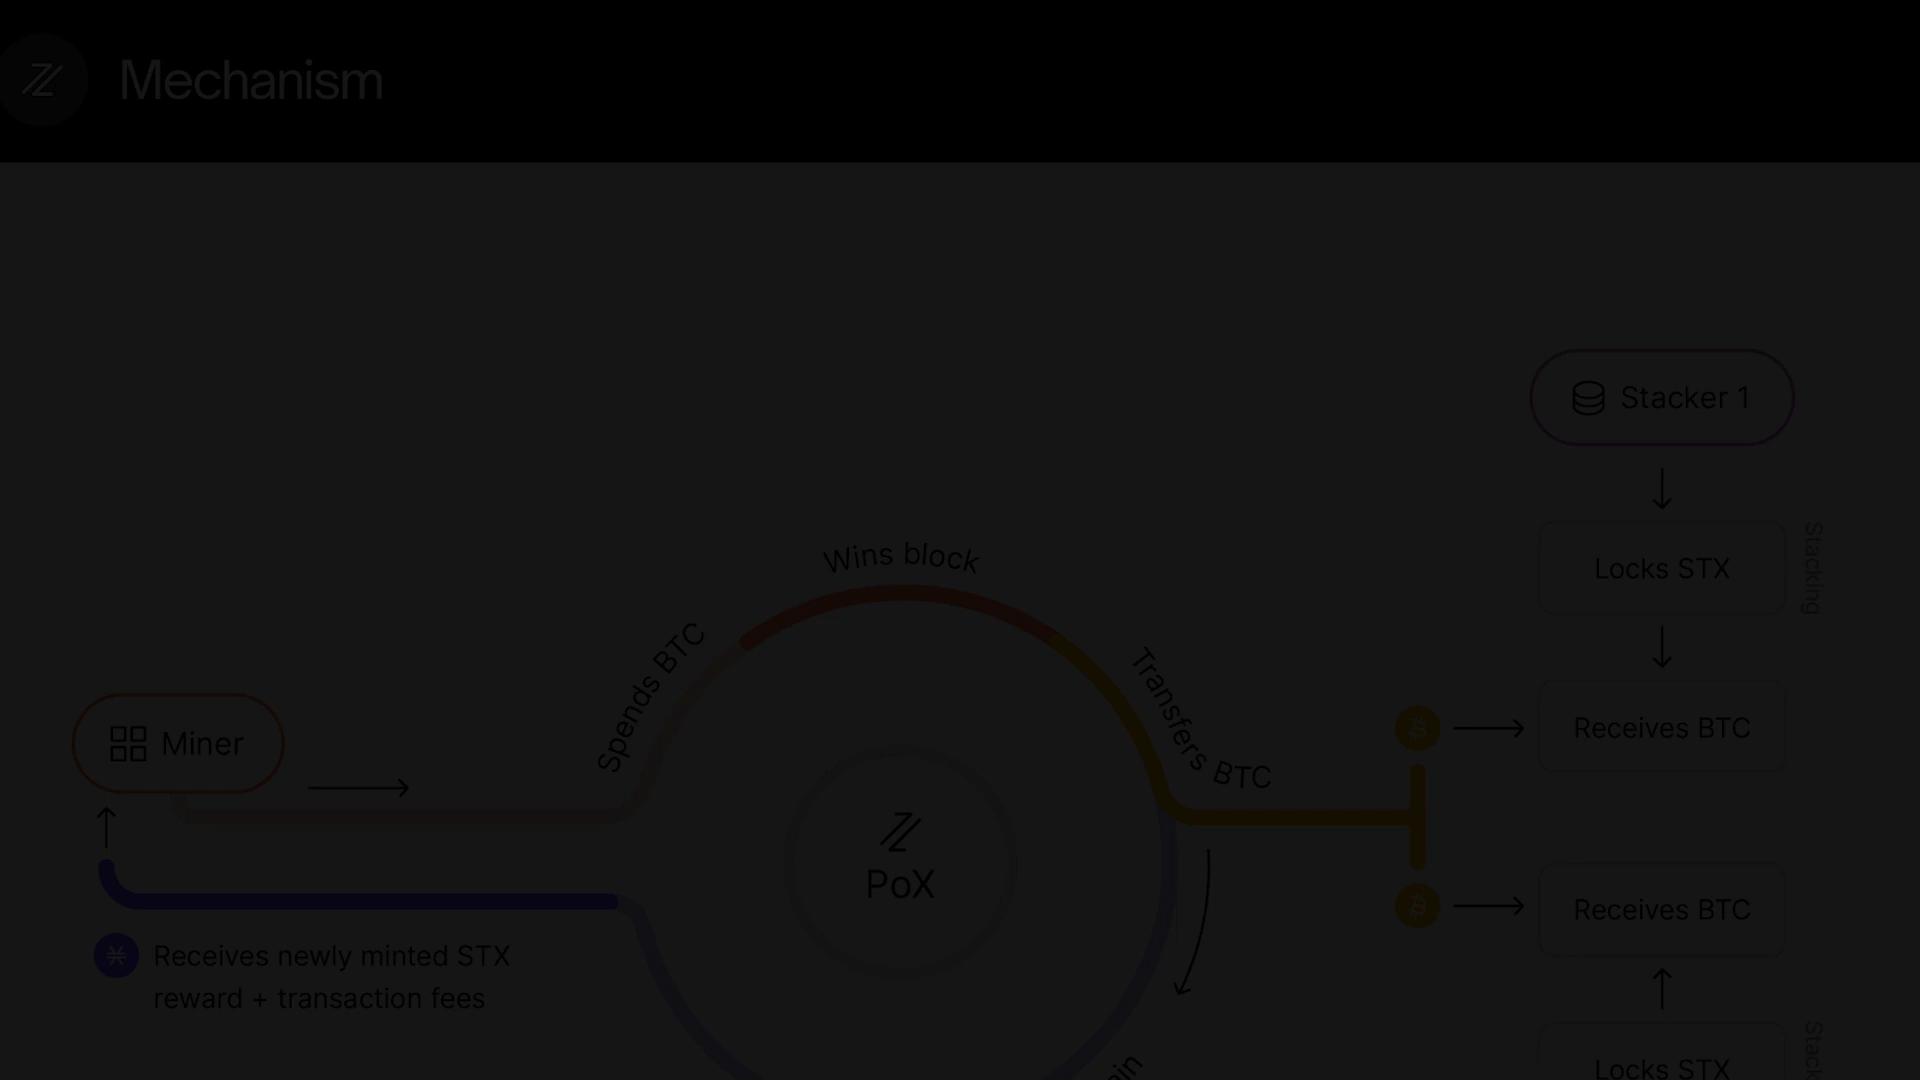 Mechanism
Stacker 1
Locks STX
Stacking
Receives BTC
Wins block
Spends BTC
Transfers BTC
Miner
PoX
Receives BTC
Receives newly minted STX
reward + transaction fees
Locks STX